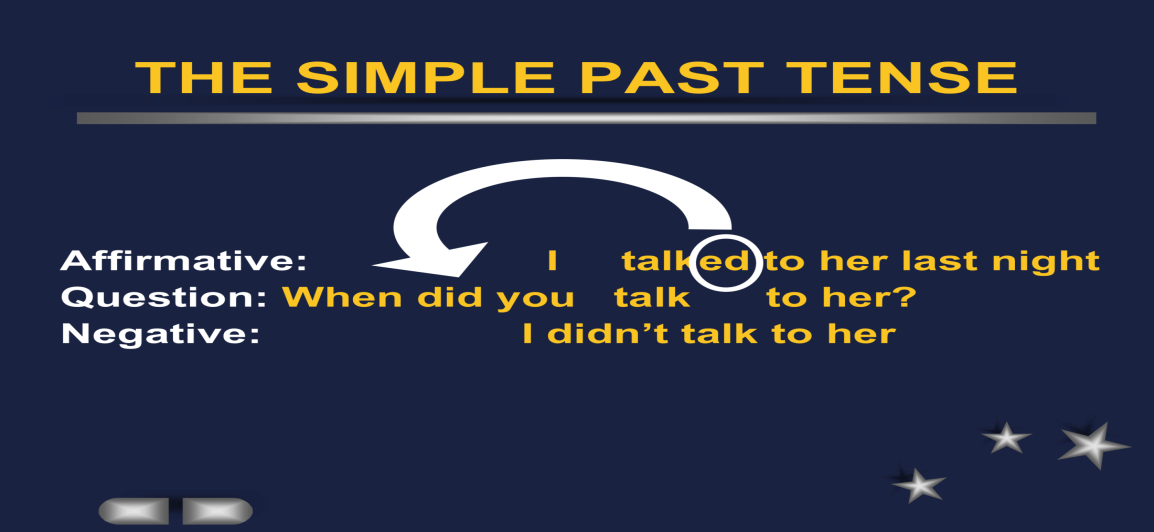 THE SIMPLE PAST TENSE
Affirmative: I talked to her last night
Question: When did you talk to her?
Negative: I didn’t talk to her